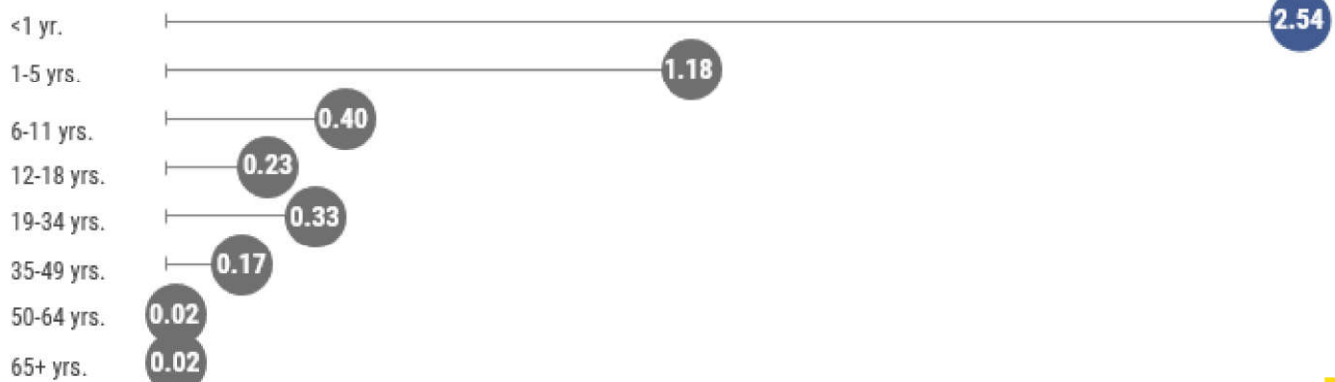 <1 yr. 2.54
1-5 yrs. 1.18
6-11 yrs. 0.40
12-18 yrs. 0.23
19-34 yrs. 0.33
35-49 yrs. 0.17
50-64 yrs. 0.02
65+ yrs. 0.02